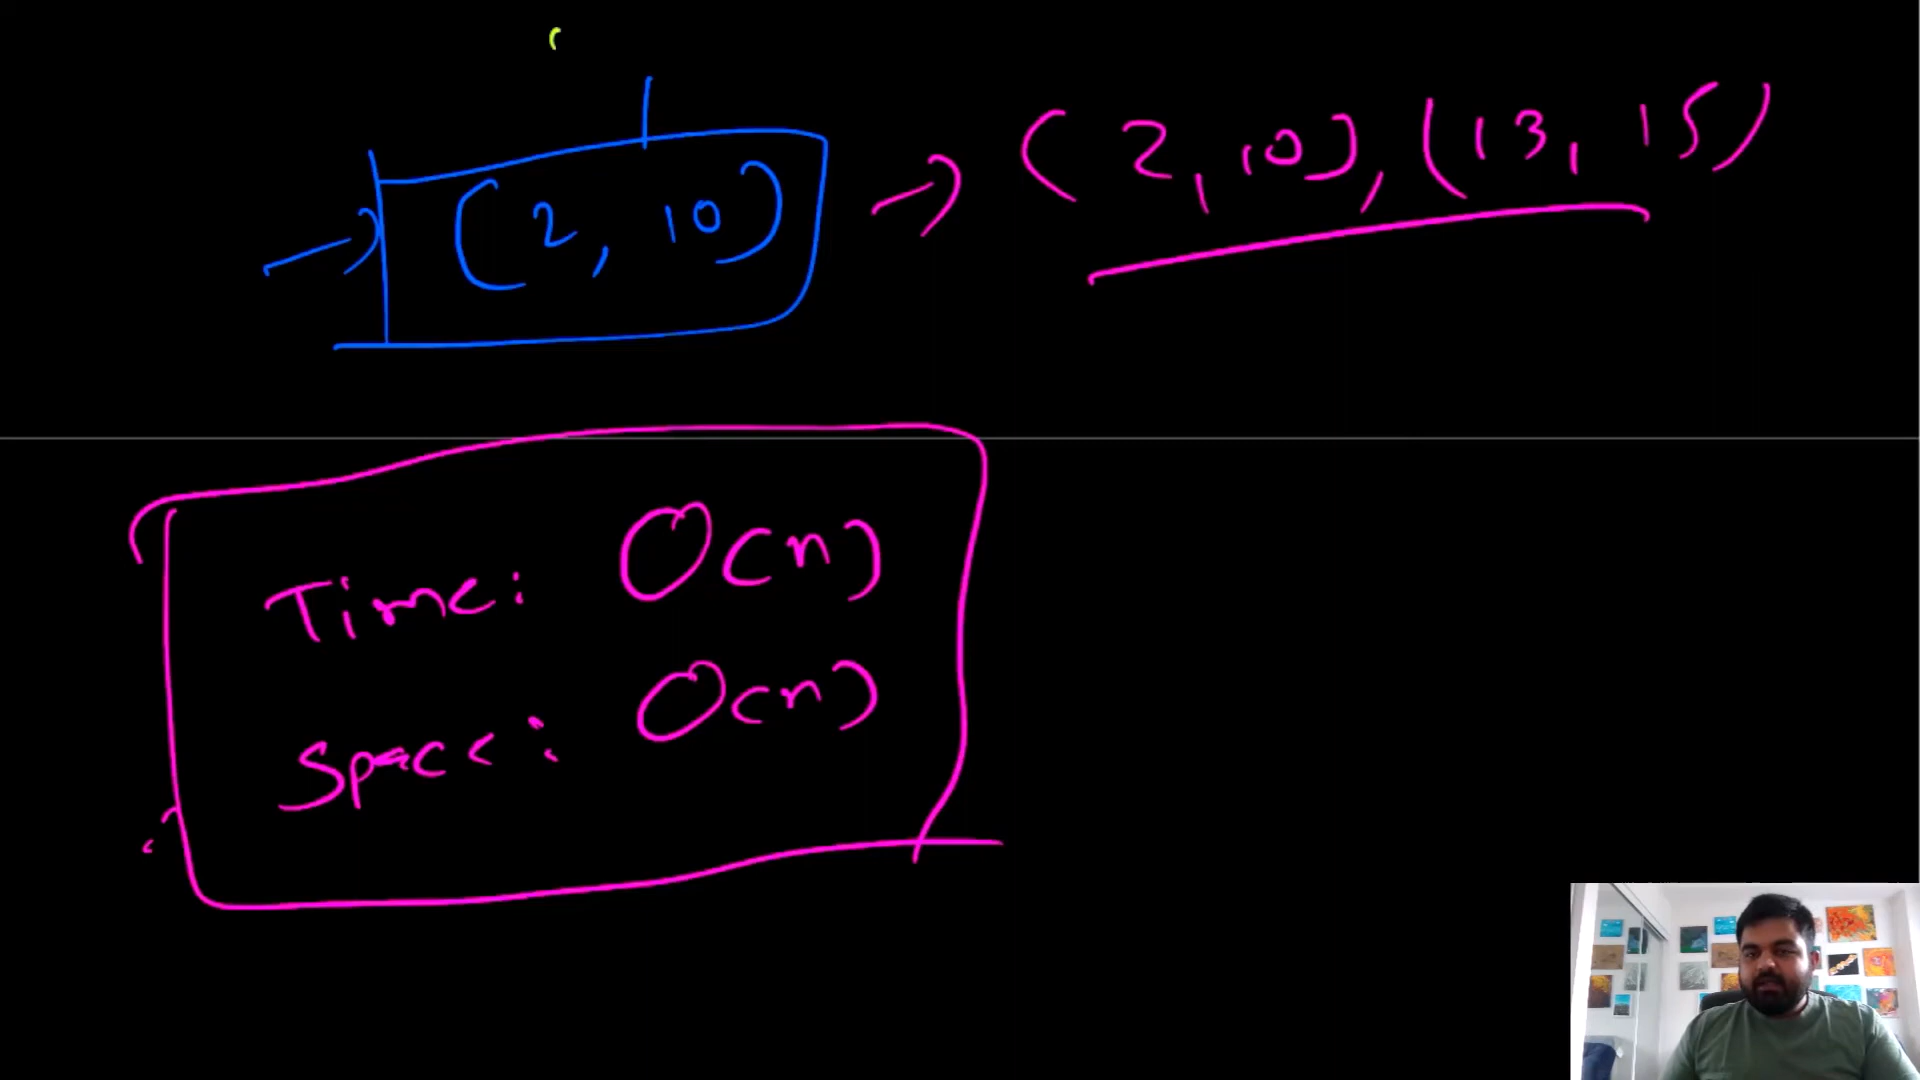 (2, 10) → (2, 10), (13, 15)
Time: O(n)
Space: O(n)